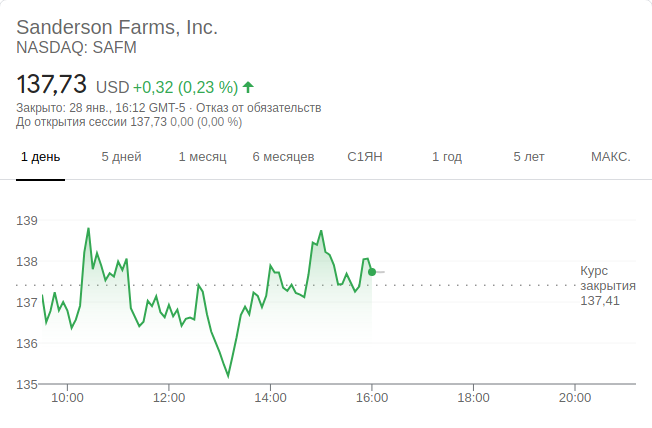 Sanderson Farms, Inc.
NASDAQ: SAFM
137,73 USD +0,32 (0,23 %)
Закрыто: 28 янв., 16:12 GMT-5 · Отказ от обязательств
До открытия сессии 137,73 0,00 (0,00 %)
1 день 5 дней 1 месяц 6 месяцев С1ЯН 1 год 5 лет МАКС.
139
138
137
136
135
Курс
закрытия
137,41
10:00 12:00 14:00 16:00 18:00 20:00